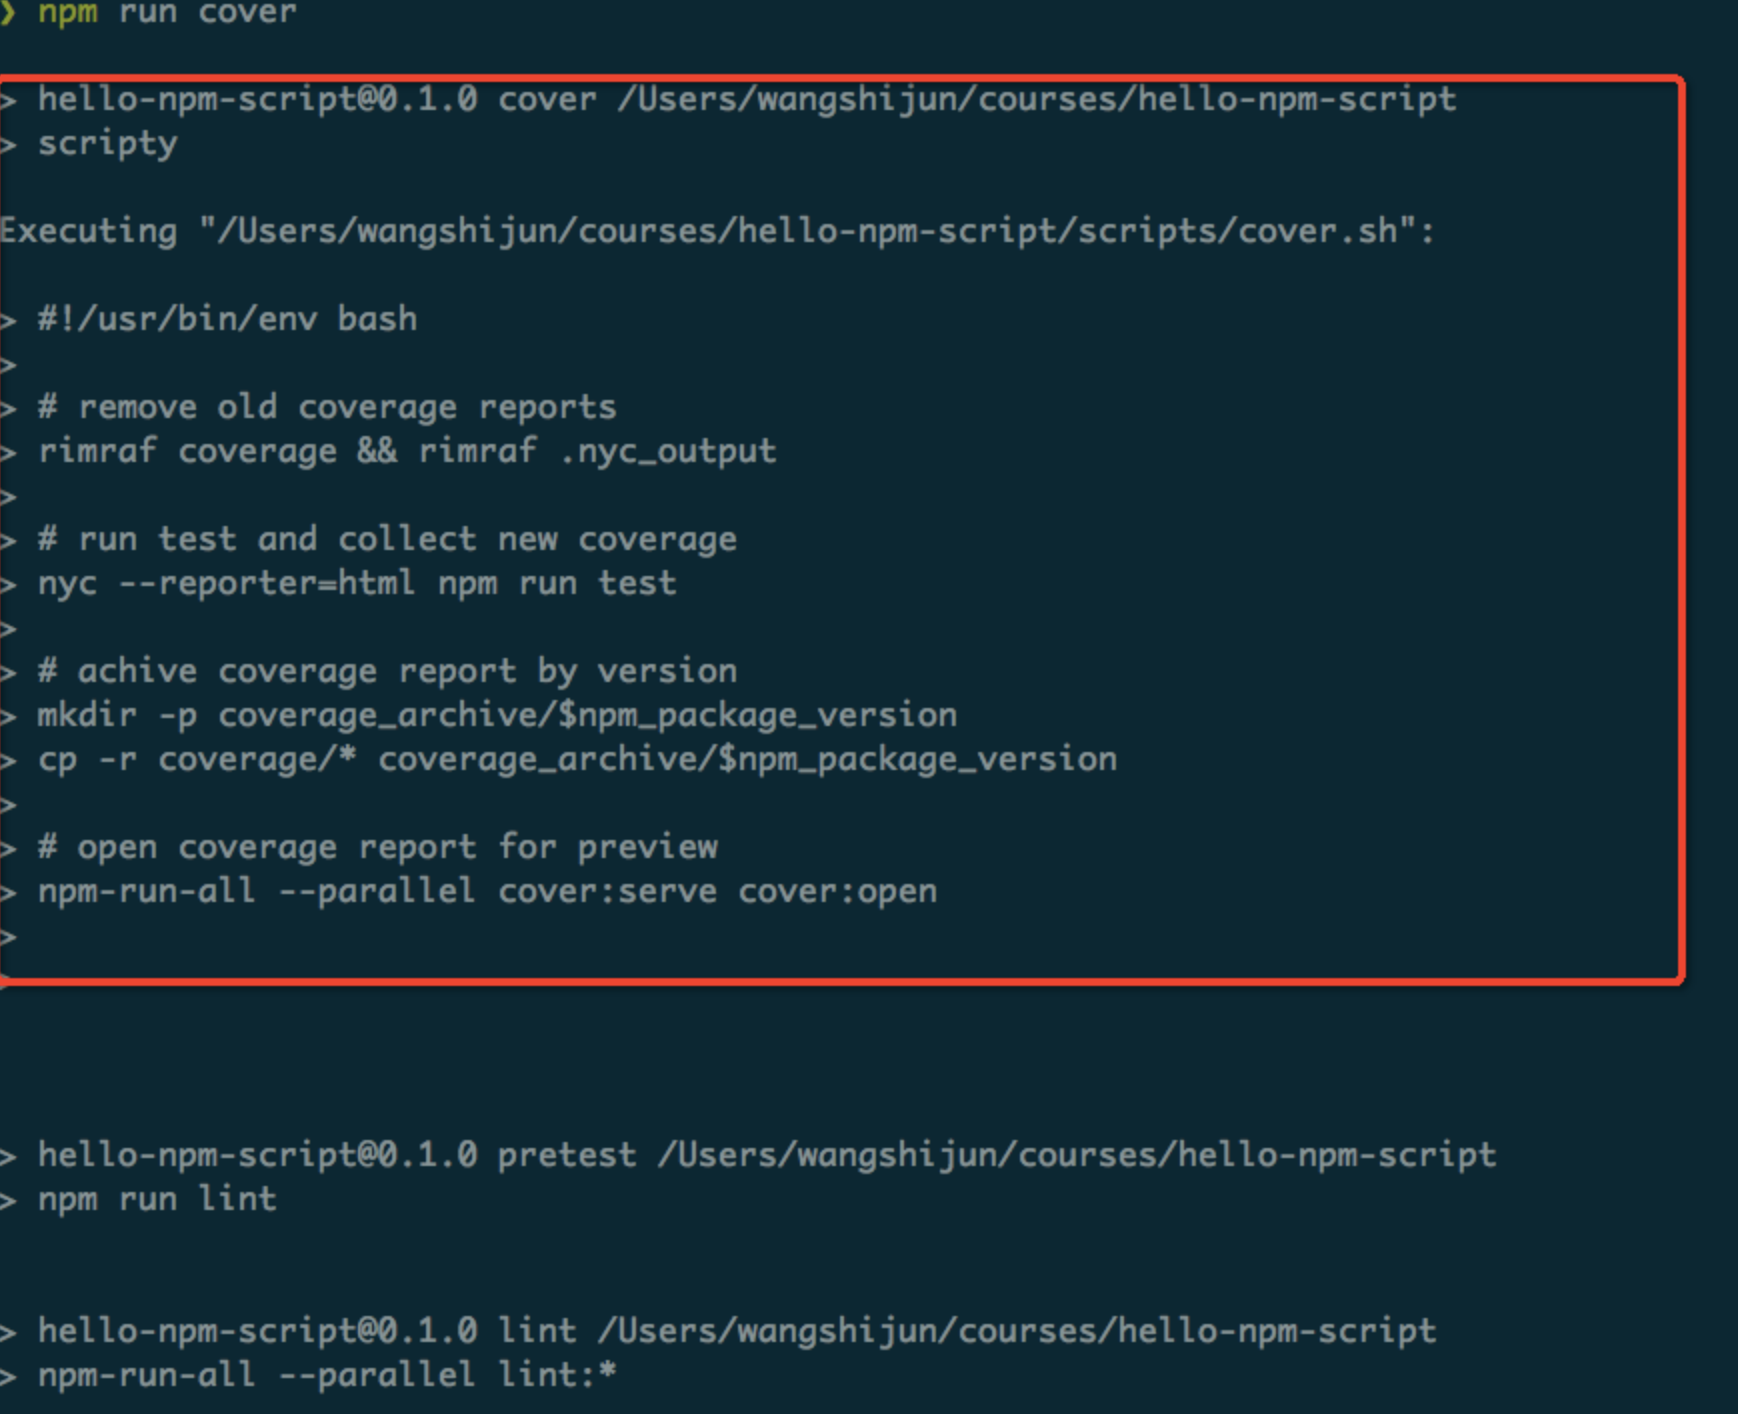 ❯ npm run cover
> hello-npm-script@0.1.0 cover /Users/wangshijun/courses/hello-npm-script
> scripty
Executing "/Users/wangshijun/courses/hello-npm-script/scripts/cover.sh":
> #!/usr/bin/env bash
>
> # remove old coverage reports
> rimraf coverage && rimraf .nyc_output
>
> # run test and collect new coverage
> nyc --reporter=html npm run test
>
> # achive coverage report by version
> mkdir -p coverage_archive/$npm_package_version
> cp -r coverage/* coverage_archive/$npm_package_version
>
> # open coverage report for preview
> npm-run-all --parallel cover:serve cover:open
>
>
> hello-npm-script@0.1.0 pretest /Users/wangshijun/courses/hello-npm-script
> npm run lint
> hello-npm-script@0.1.0 lint /Users/wangshijun/courses/hello-npm-script
> npm-run-all --parallel lint:*